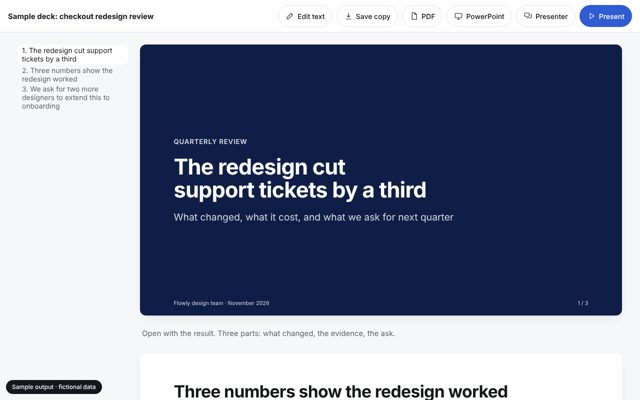 Sample deck: checkout redesign review
Edit text
Save copy
PDF
PowerPoint
Presenter
Present
1. The redesign cut support
tickets by a third
2. Three numbers show the
redesign worked
3. We ask for two more
designers to extend this to
onboarding
QUARTERLY REVIEW
The redesign cut
support tickets by a third
What changed, what it cost, and what we ask for next quarter
Flowly design team · November 2026
1 / 3
Open with the result. Three parts: what changed, the evidence, the ask.
Three numbers show the redesign worked
Sample output · fictional data